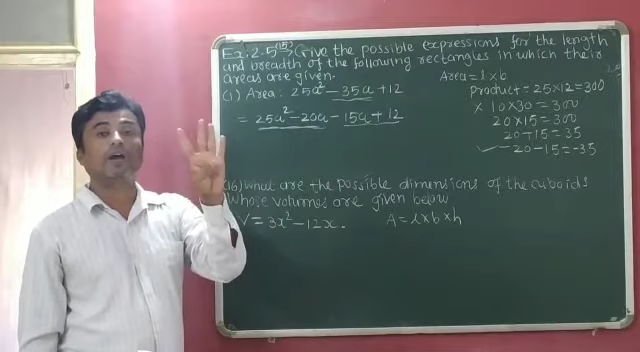 Ex:2.5 (15) Give the possible expressions for the length
and breadth of the following rectangles in which their
areas are given.
Area = l × b
(i) Area: 25a² - 35a + 12
= 25a² - 20a - 15a + 12
product = 25×12 = 300
× 10×30 = 300
20×15 = 300
20+15 = 35
✓ -20-15 = -35
(16) What are the possible dimensions of the cuboids
whose volumes are given below
V = 3x² - 12x.
A = l×b×h